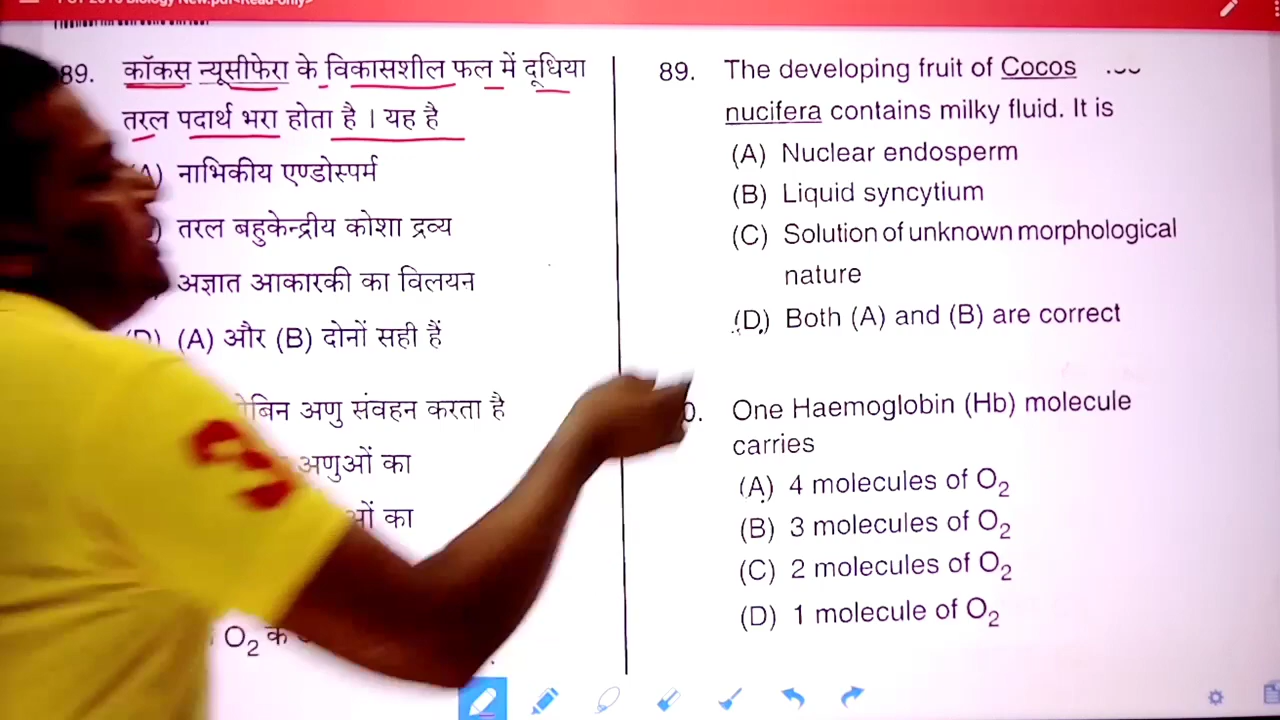 89. कॉकस न्यूसीफेरा के विकासशील फल में दूधिया
तरल पदार्थ भरा होता है । यह है
नाभिकीय एण्डोस्पर्म
तरल बहुकेन्द्रीय कोशा द्रव्य
अज्ञात आकारकी का विलयन
(A) और (B) दोनों सही हैं
अणु संवहन करता है
अणुओं का
का
O2
89. The developing fruit of Cocos
nucifera contains milky fluid. It is
(A) Nuclear endosperm
(B) Liquid syncytium
(C) Solution of unknown morphological
nature
(D) Both (A) and (B) are correct
One Haemoglobin (Hb) molecule
carries
(A) 4 molecules of O2
(B) 3 molecules of O2
(C) 2 molecules of O2
(D) 1 molecule of O2